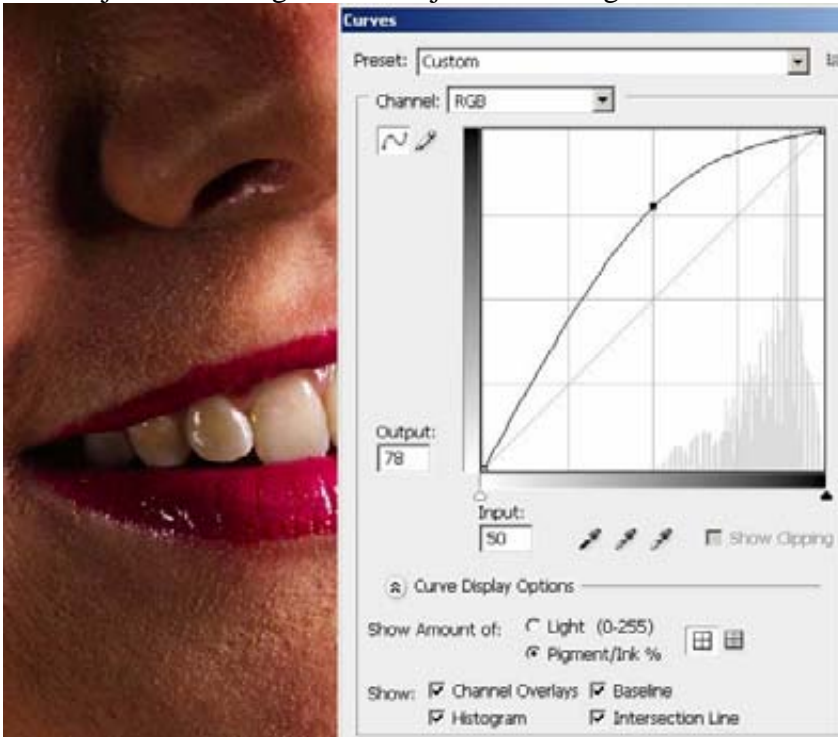 Curves
Preset: Custom
Channel: RGB
Output:
78
Input:
50
Show Clipping
Curve Display Options
Show Amount of: Light (0-255)
Pigment/Ink %
Show: Channel Overlays Baseline
Histogram Intersection Line